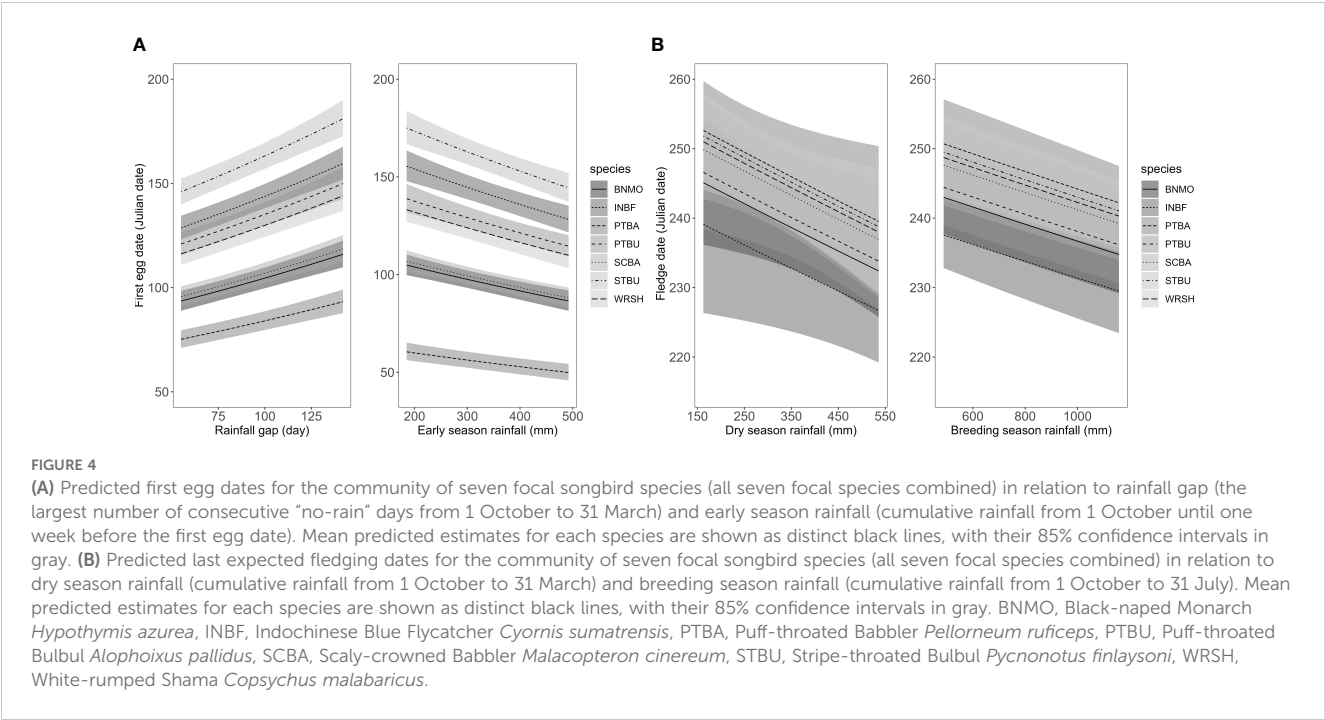 A
B
200
150
100
50
First egg date (Julian date)
75 100 125
Rainfall gap (day)
200
150
100
50
200 300 400 500
Early season rainfall (mm)
species
BNMO
INBF
PTBA
PTBU
SCBA
STBU
WRSH
260
250
240
230
220
Fledge date (Julian date)
150 250 350 450 550
Dry season rainfall (mm)
260
250
240
230
220
600 800 1000
Breeding season rainfall (mm)
species
BNMO
INBF
PTBA
PTBU
SCBA
STBU
WRSH
FIGURE 4
(A) Predicted first egg dates for the community of seven focal songbird species (all seven focal species combined) in relation to rainfall gap (the
largest number of consecutive “no-rain” days from 1 October to 31 March) and early season rainfall (cumulative rainfall from 1 October until one
week before the first egg date). Mean predicted estimates for each species are shown as distinct black lines, with their 85% confidence intervals in
gray. (B) Predicted last expected fledging dates for the community of seven focal songbird species (all seven focal species combined) in relation to
dry season rainfall (cumulative rainfall from 1 October to 31 March) and breeding season rainfall (cumulative rainfall from 1 October to 31 July). Mean
predicted estimates for each species are shown as distinct black lines, with their 85% confidence intervals in gray. BNMO, Black-naped Monarch
Hypothymis azurea, INBF, Indochinese Blue Flycatcher Cyornis sumatrensis, PTBA, Puff-throated Babbler Pellorneum ruficeps, PTBU, Puff-throated
Bulbul Alophoixus pallidus, SCBA, Scaly-crowned Babbler Malacopteron cinereum, STBU, Stripe-throated Bulbul Pycnonotus finlaysoni, WRSH,
White-rumped Shama Copsychus malabaricus.